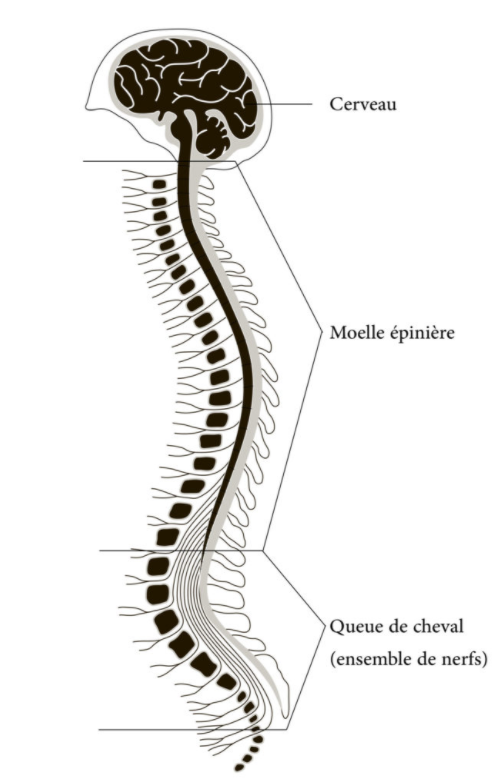 Cerveau
Moelle épinière
Queue de cheval
(ensemble de nerfs)